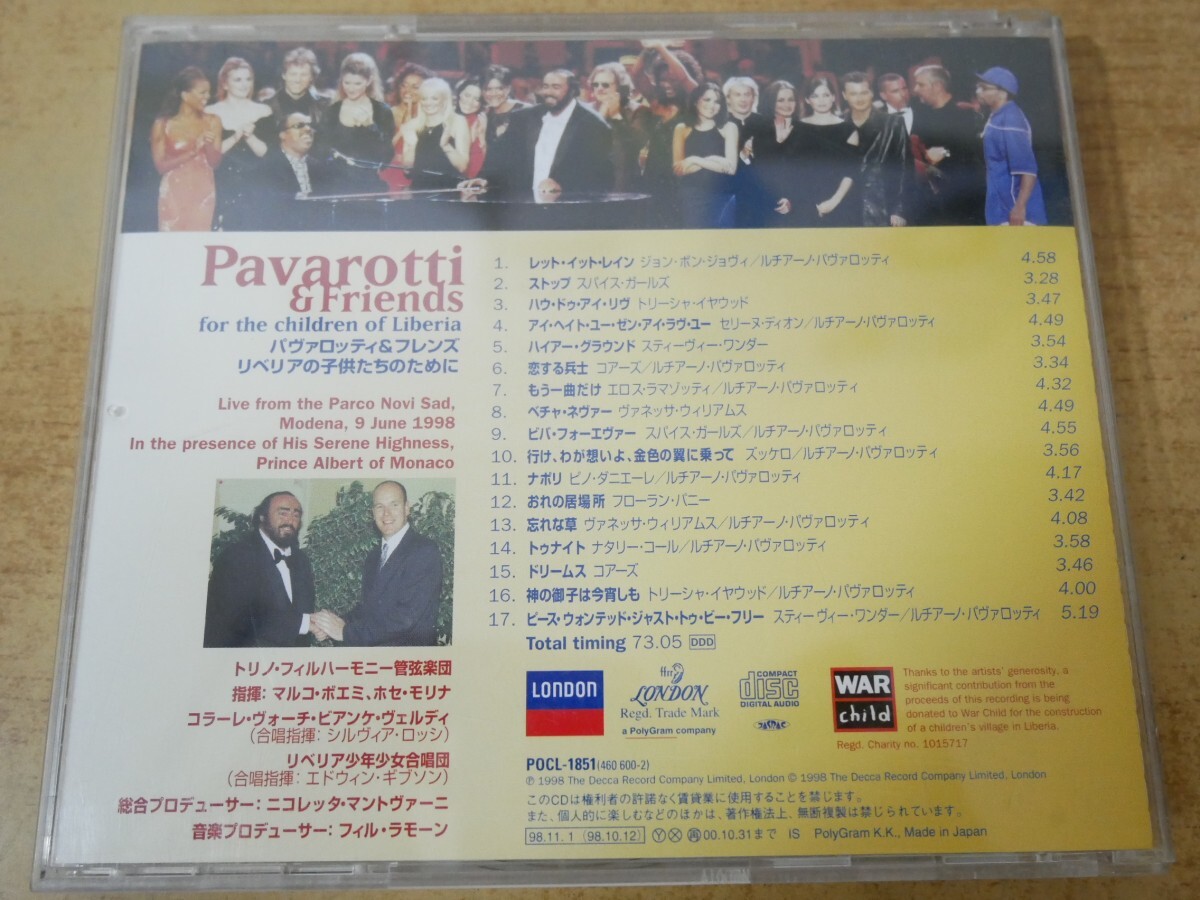 Pavarotti
& Friends
for the children of Liberia
パヴァロッティ&フレンズ
リベリアの子供たちのために
Live from the Parco Novi Sad,
Modena, 9 June 1998
In the presence of His Serene Highness,
Prince Albert of Monaco
トリノ・フィルハーモニー管弦楽団
指揮：マルコ・ボエミ、ホセ・モリナ
コラーレ・ヴォーチ・ビアンケ・ヴェルディ
（合唱指揮：シルヴィア・ロッシ）
リベリア少年少女合唱団
（合唱指揮：エドウィン・ギブソン）
総合プロデューサー：ニコレッタ・マントヴァーニ
音楽プロデューサー：フィル・ラモーン
1. レット・イット・レイン ジョン・ボン・ジョヴィ/ルチアーノ・パヴァロッティ 4.58
2. ストップ スパイス・ガールズ 3.28
3. ハウ・ドゥ・アイ・リヴ トリーシャ・イヤウッド 3.47
4. アイ・ヘイト・ユー・ゼン・アイ・ラヴ・ユー セリーヌ・ディオン/ルチアーノ・パヴァロッティ 4.49
5. ハイアー・グラウンド スティーヴィー・ワンダー 3.54
6. 恋する兵士 コアーズ/ルチアーノ・パヴァロッティ 3.34
7. もう一曲だけ エロス・ラマゾッティ/ルチアーノ・パヴァロッティ 4.32
8. ベチャ・ネヴァー ヴァネッサ・ウィリアムス 4.49
9. ビバ・フォーエヴァー スパイス・ガールズ/ルチアーノ・パヴァロッティ 4.55
10. 行け、わが想いよ、金色の翼に乗って ズッケロ/ルチアーノ・パヴァロッティ 3.56
11. ナポリ ピノ・ダニエーレ/ルチアーノ・パヴァロッティ 4.17
12. おれの居場所 フローラン・パニー 3.42
13. 忘れな草 ヴァネッサ・ウィリアムス/ルチアーノ・パヴァロッティ 4.08
14. トゥナイト ナタリー・コール/ルチアーノ・パヴァロッティ 3.58
15. ドリームス コアーズ 3.46
16. 神の御子は今宵しも トリーシャ・イヤウッド/ルチアーノ・パヴァロッティ 4.00
17. ピース・ウォンテッド・ジャスト・トゥ・ビー・フリー スティーヴィー・ワンダー/ルチアーノ・パヴァロッティ 5.19
Total timing 73.05 DDD
LONDON
ffrr
LONDON
Regd. Trade Mark
a PolyGram company
COMPACT
disc
DIGITAL AUDIO
JASRAC
WAR
child
Thanks to the artists' generosity, a
significant contribution from the
proceeds of this recording is being
donated to War Child for the construction
of a children's village in Liberia.
Regd. Charity no. 1015717
POCL-1851(460 600-2)
℗ 1998 The Decca Record Company Limited, London © 1998 The Decca Record Company Limited, London
このCDは権利者の許諾なく賃貸業に使用することを禁じます。
また、個人的に楽しむなどのほかは、著作権法上、無断複製は禁じられています。
98.11.1 (98.10.12) Ⓨ Ⓧ 再 00.10.31まで IS PolyGram K.K., Made in Japan